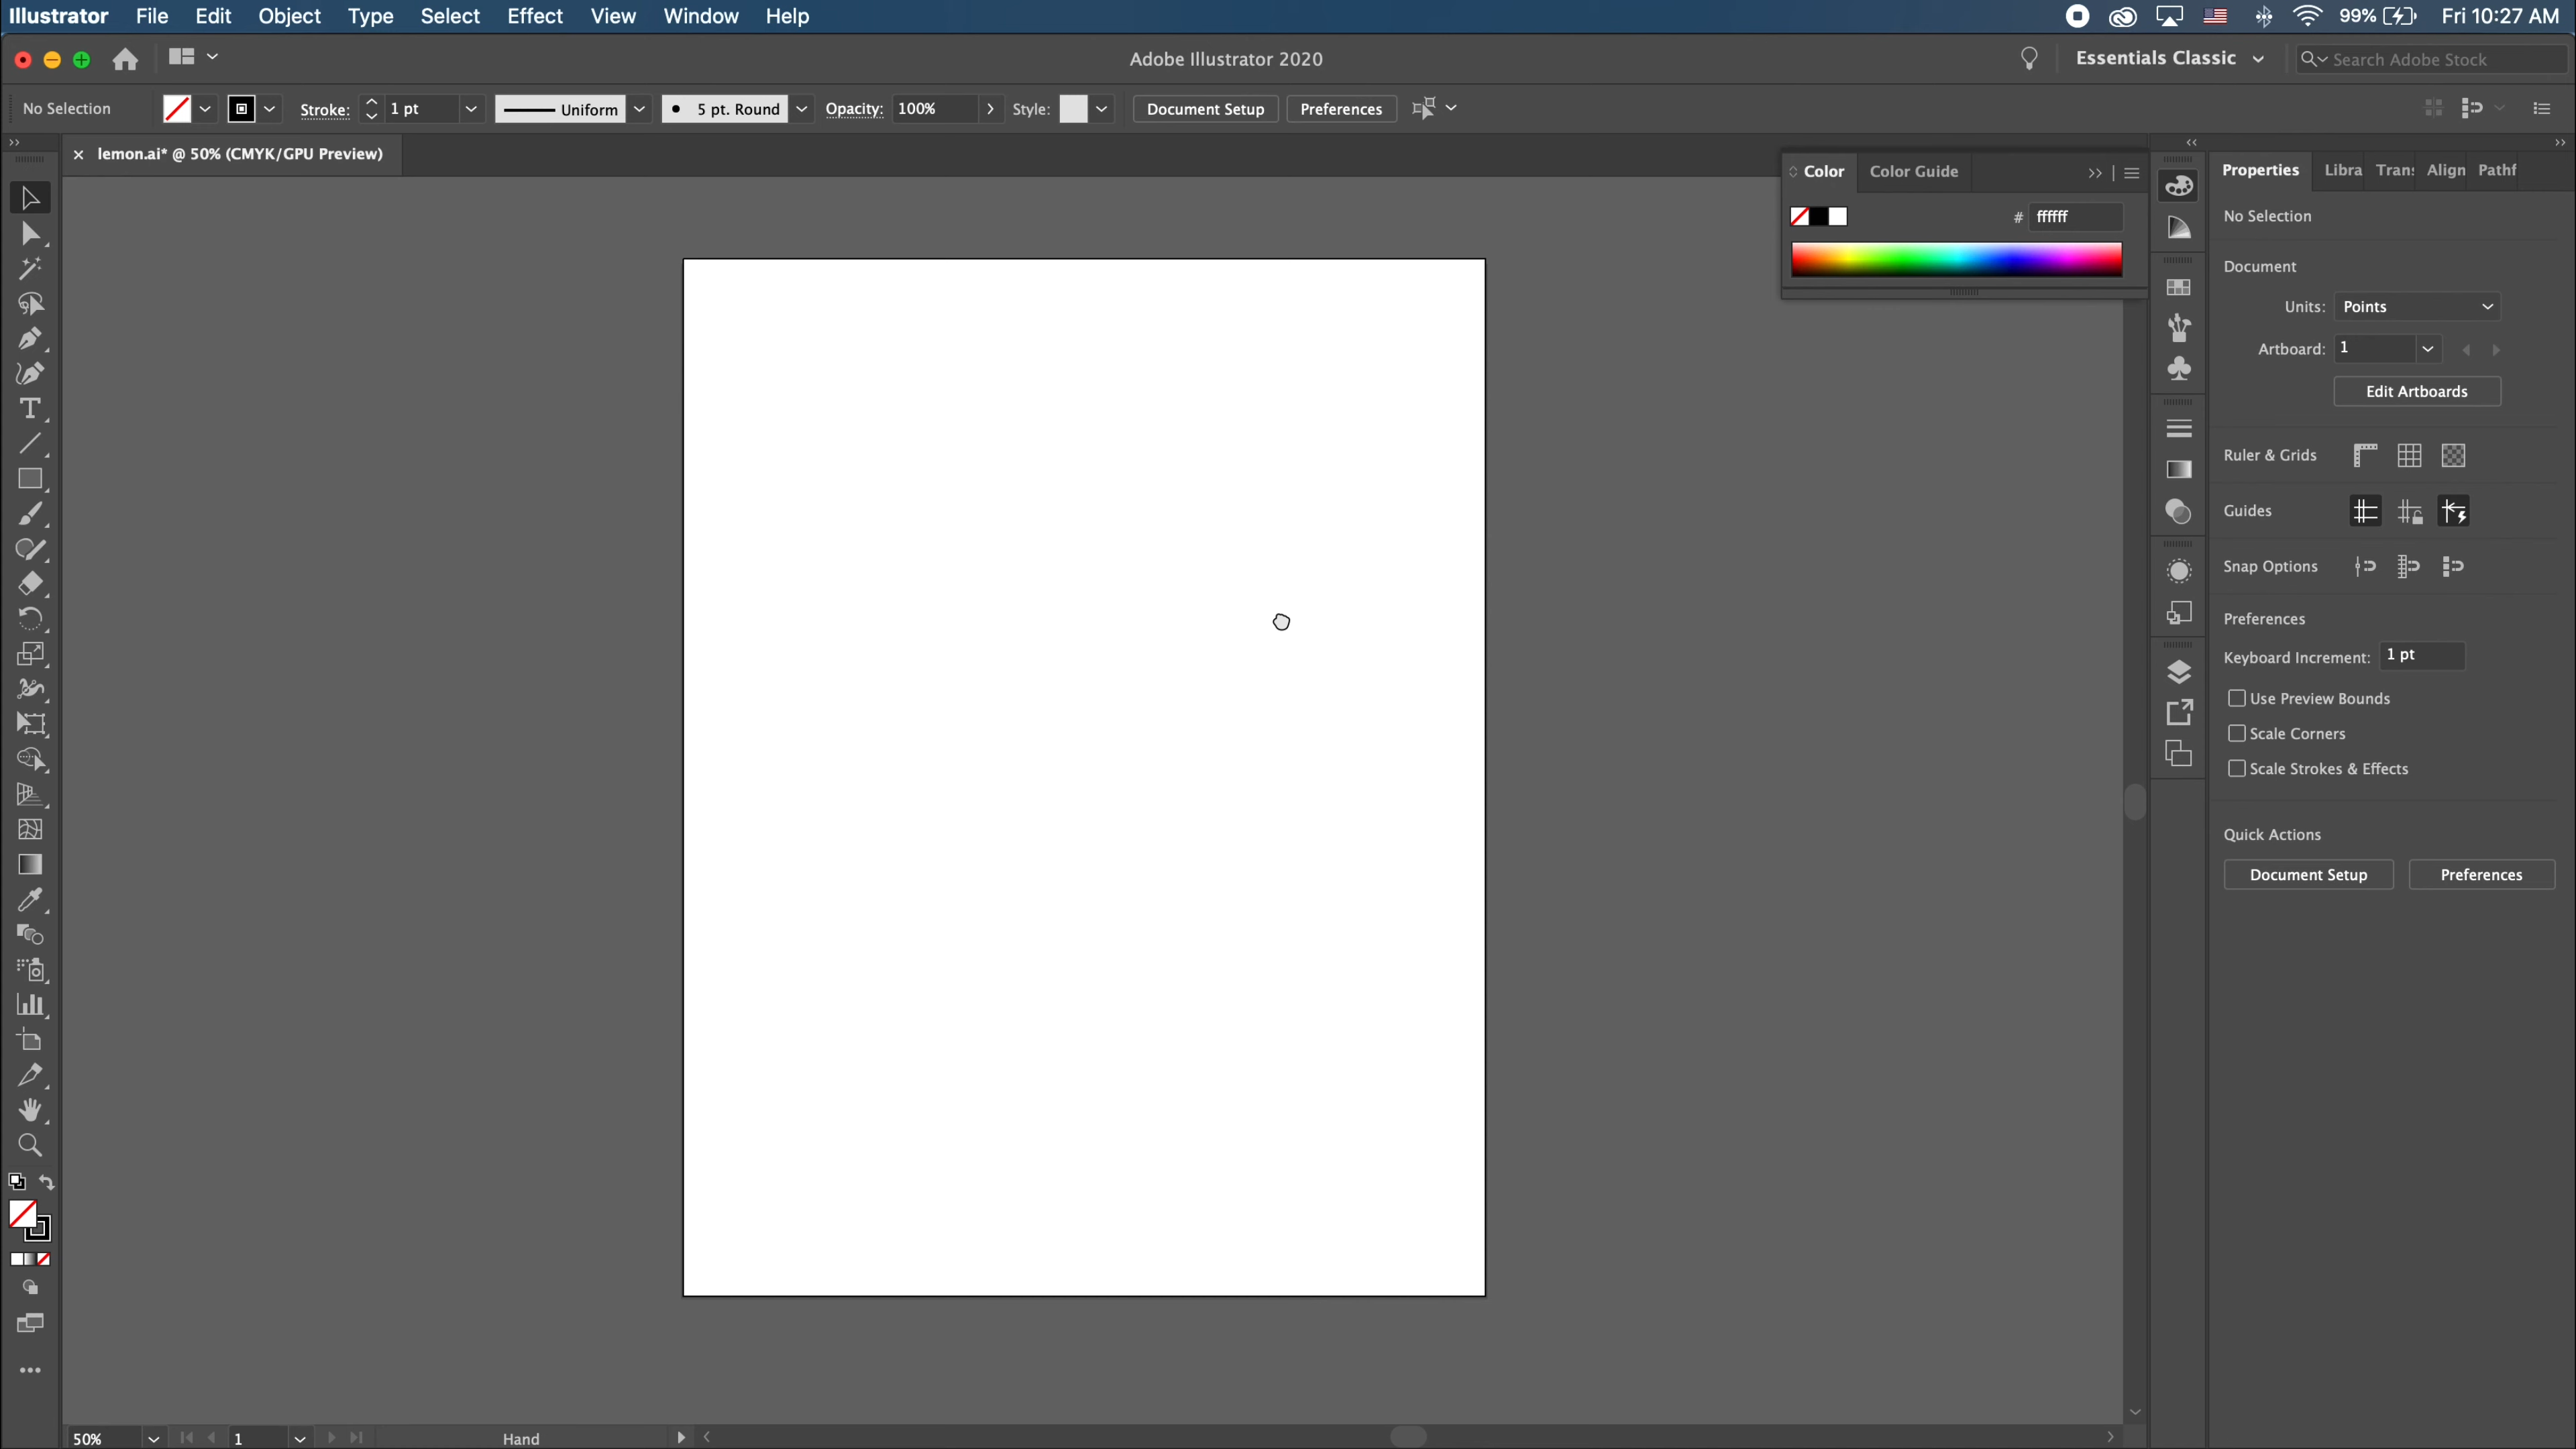 Illustrator File Edit Object Type Select Effect View Window Help 99% Fri 10:27 AM
Adobe Illustrator 2020 Essentials Classic Search Adobe Stock
No Selection Stroke: 1 pt Uniform 5 pt. Round Opacity: 100% Style: Document Setup Preferences
× lemon.ai* @ 50% (CMYK/GPU Preview)
Color Color Guide
# ffffff
Properties Libra Trans Align Pathf
No Selection
Document
Units: Points
Artboard: 1
Edit Artboards
Ruler & Grids
Guides
Snap Options
Preferences
Keyboard Increment: 1 pt
Use Preview Bounds
Scale Corners
Scale Strokes & Effects
Quick Actions
Document Setup Preferences
50% 1 Hand